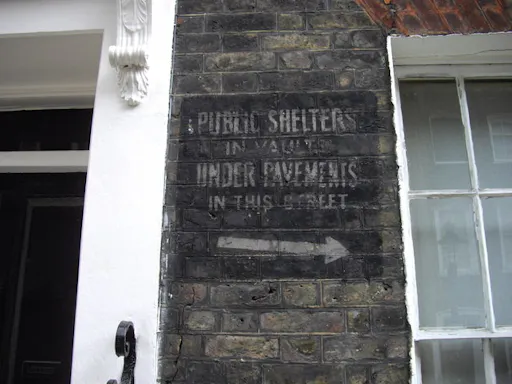 PUBLIC SHELTERS
IN VAULTS
UNDER PAVEMENTS
IN THIS STREET